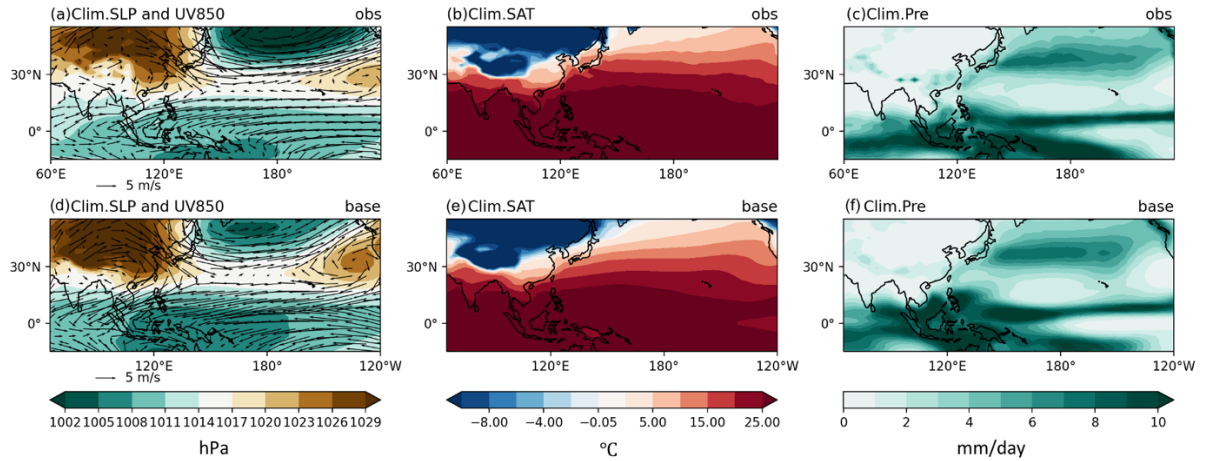 (a)Clim.SLP and UV850 obs
(b)Clim.SAT obs
(c)Clim.Pre obs
30°N 30°N 30°N
0° 0° 0°
60°E 120°E 180° 60°E 120°E 180° 60°E 120°E 180°
5 m/s
(d)Clim.SLP and UV850 base
(e)Clim.SAT base
(f)Clim.Pre base
30°N 30°N 30°N
0° 0° 0°
120°E 180° 120°W 120°E 180° 120°E 180° 120°W
5 m/s
1002 1005 1008 1011 1014 1017 1020 1023 1026 1029
−8.00 −4.00 −0.05 5.00 15.00 25.00
0 2 4 6 8 10
hPa
°C
mm/day